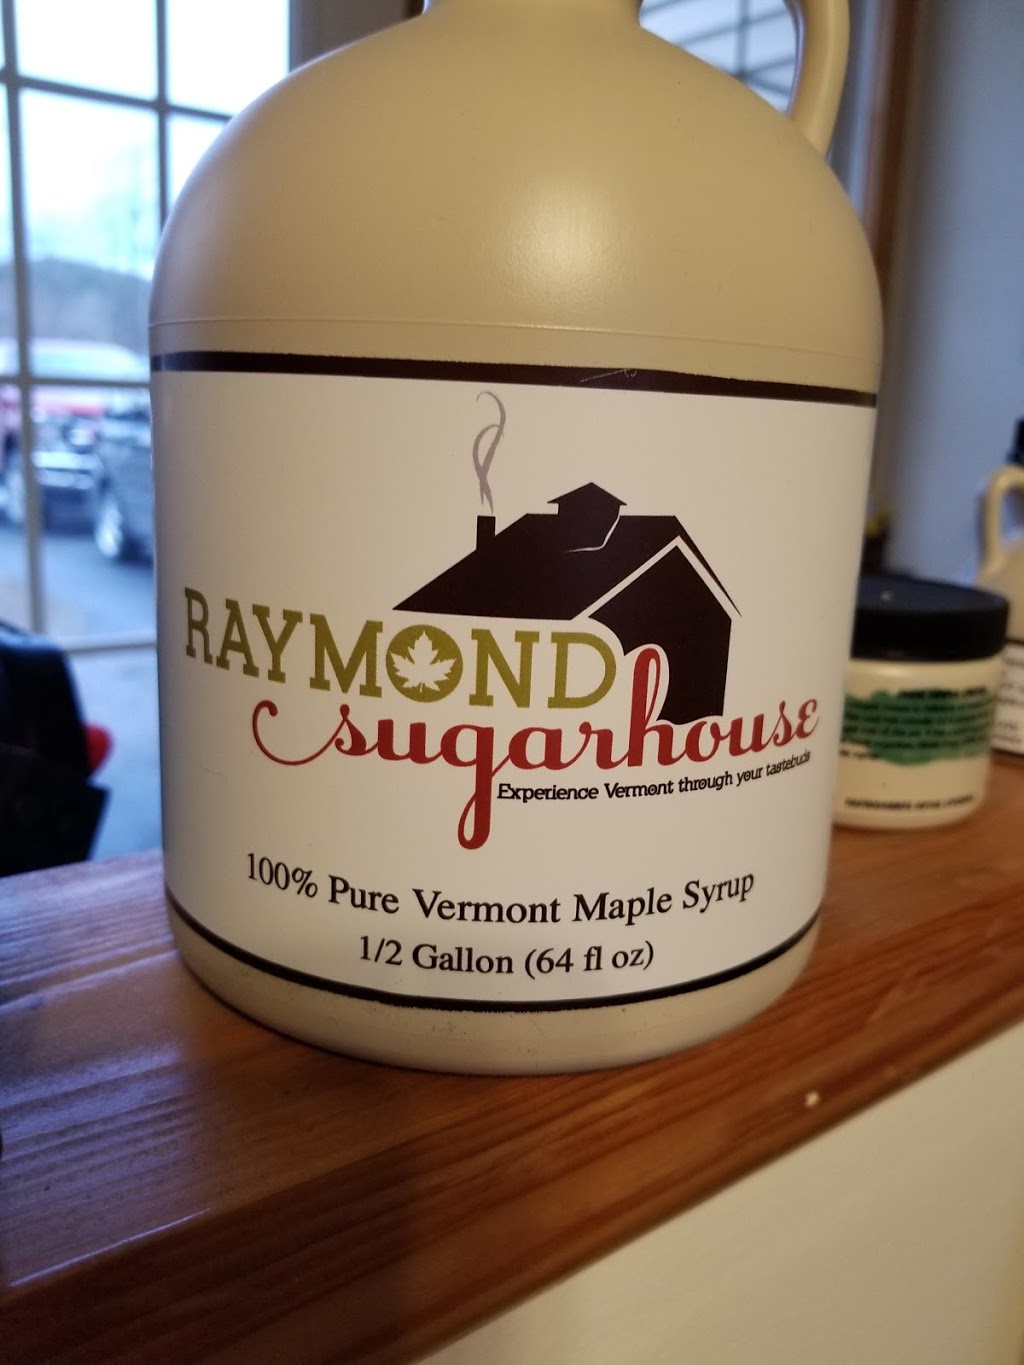 RAYMOND
sugarhouse
Experience Vermont through your tastebuds
100% Pure Vermont Maple Syrup
1/2 Gallon (64 fl oz)